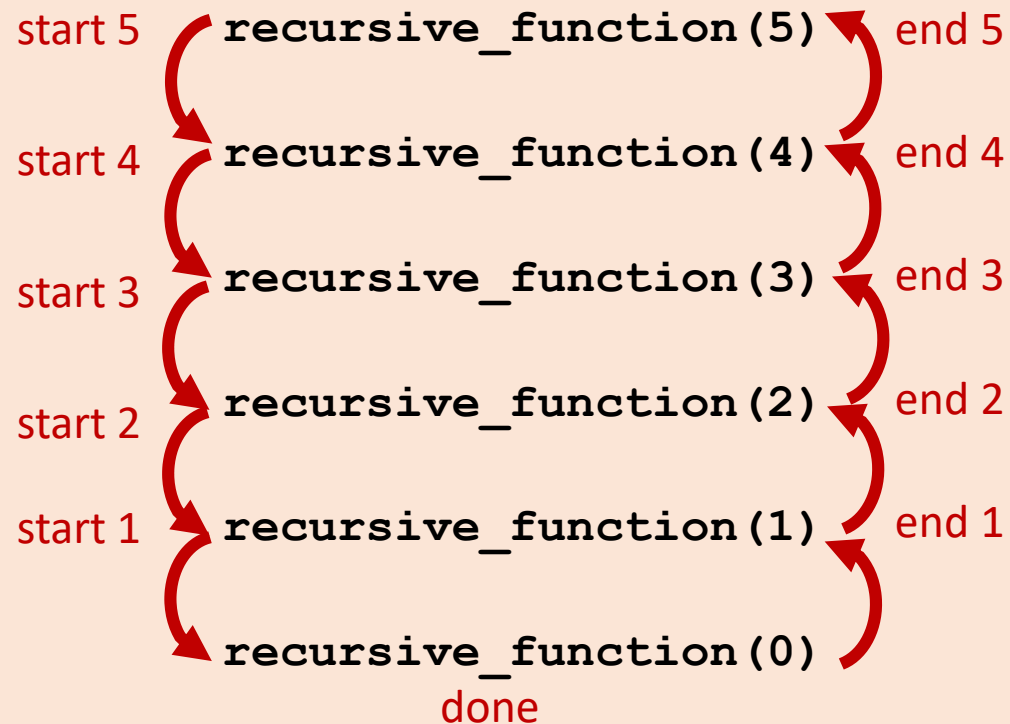 start 5 recursive_function(5) end 5
start 4 recursive_function(4) end 4
start 3 recursive_function(3) end 3
start 2 recursive_function(2) end 2
start 1 recursive_function(1) end 1
recursive_function(0)
done